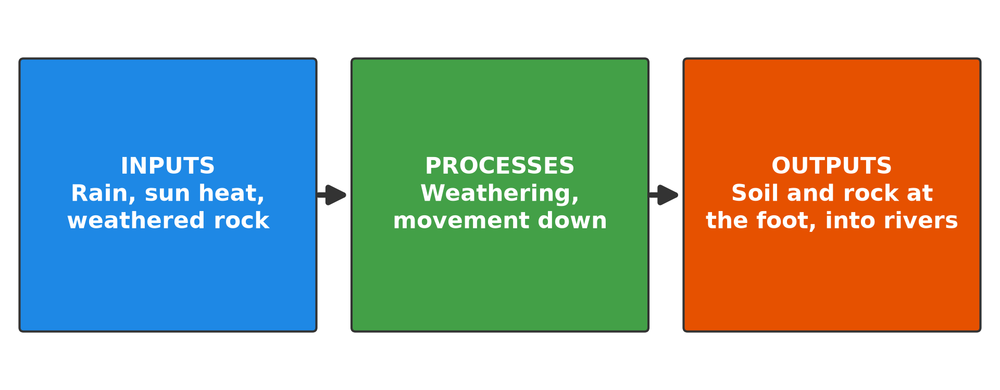 INPUTS
Rain, sun heat,
weathered rock
PROCESSES
Weathering,
movement down
OUTPUTS
Soil and rock at
the foot, into rivers